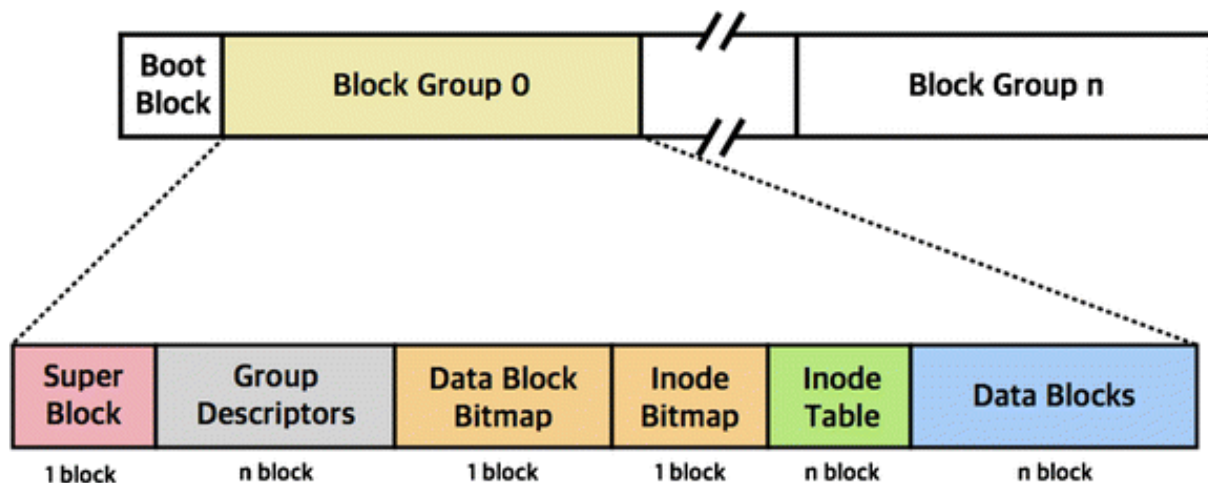 Boot
Block
Block Group 0
Block Group n
Super
Block
Group
Descriptors
Data Block
Bitmap
Inode
Bitmap
Inode
Table
Data Blocks
1 block
n block
1 block
1 block
n block
n block